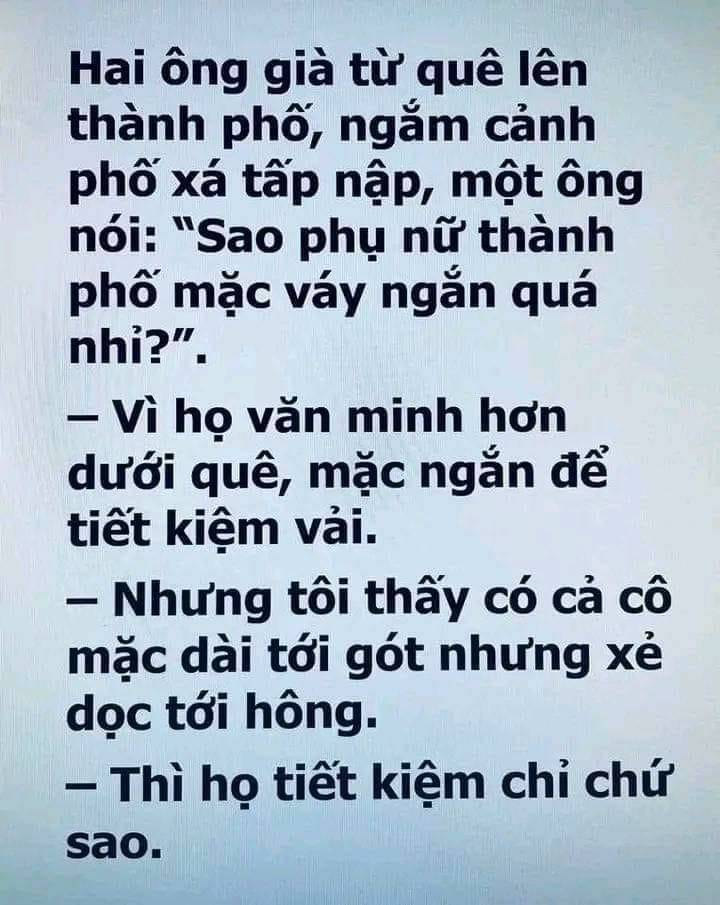 Hai ông già từ quê lên
thành phố, ngắm cảnh
phố xá tấp nập, một ông
nói: “Sao phụ nữ thành
phố mặc váy ngắn quá
nhỉ?”.
– Vì họ văn minh hơn
dưới quê, mặc ngắn để
tiết kiệm vải.
– Nhưng tôi thấy có cả cô
mặc dài tới gót nhưng xẻ
dọc tới hông.
– Thì họ tiết kiệm chỉ chứ
sao.